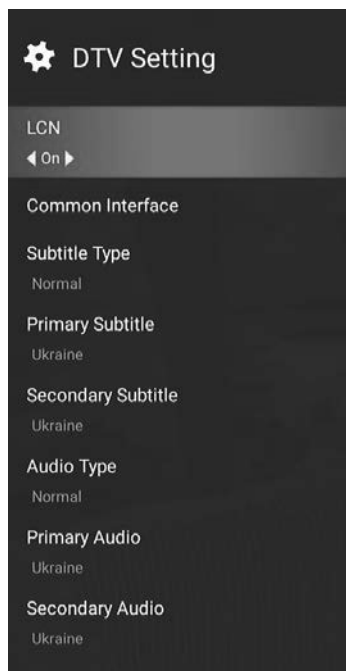 DTV Setting
LCN
On
Common Interface
Subtitle Type
Normal
Primary Subtitle
Ukraine
Secondary Subtitle
Ukraine
Audio Type
Normal
Primary Audio
Ukraine
Secondary Audio
Ukraine